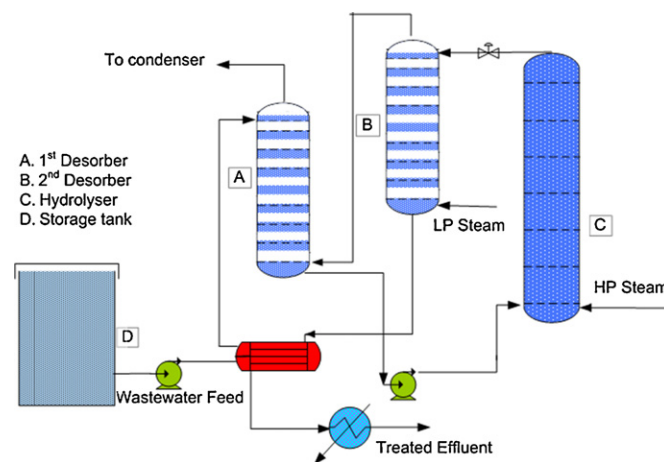 To condenser
B
A
A. 1st Desorber
B. 2nd Desorber
C. Hydrolyser
D. Storage tank
LP Steam
C
HP Steam
D
Wastewater Feed
Treated Effluent